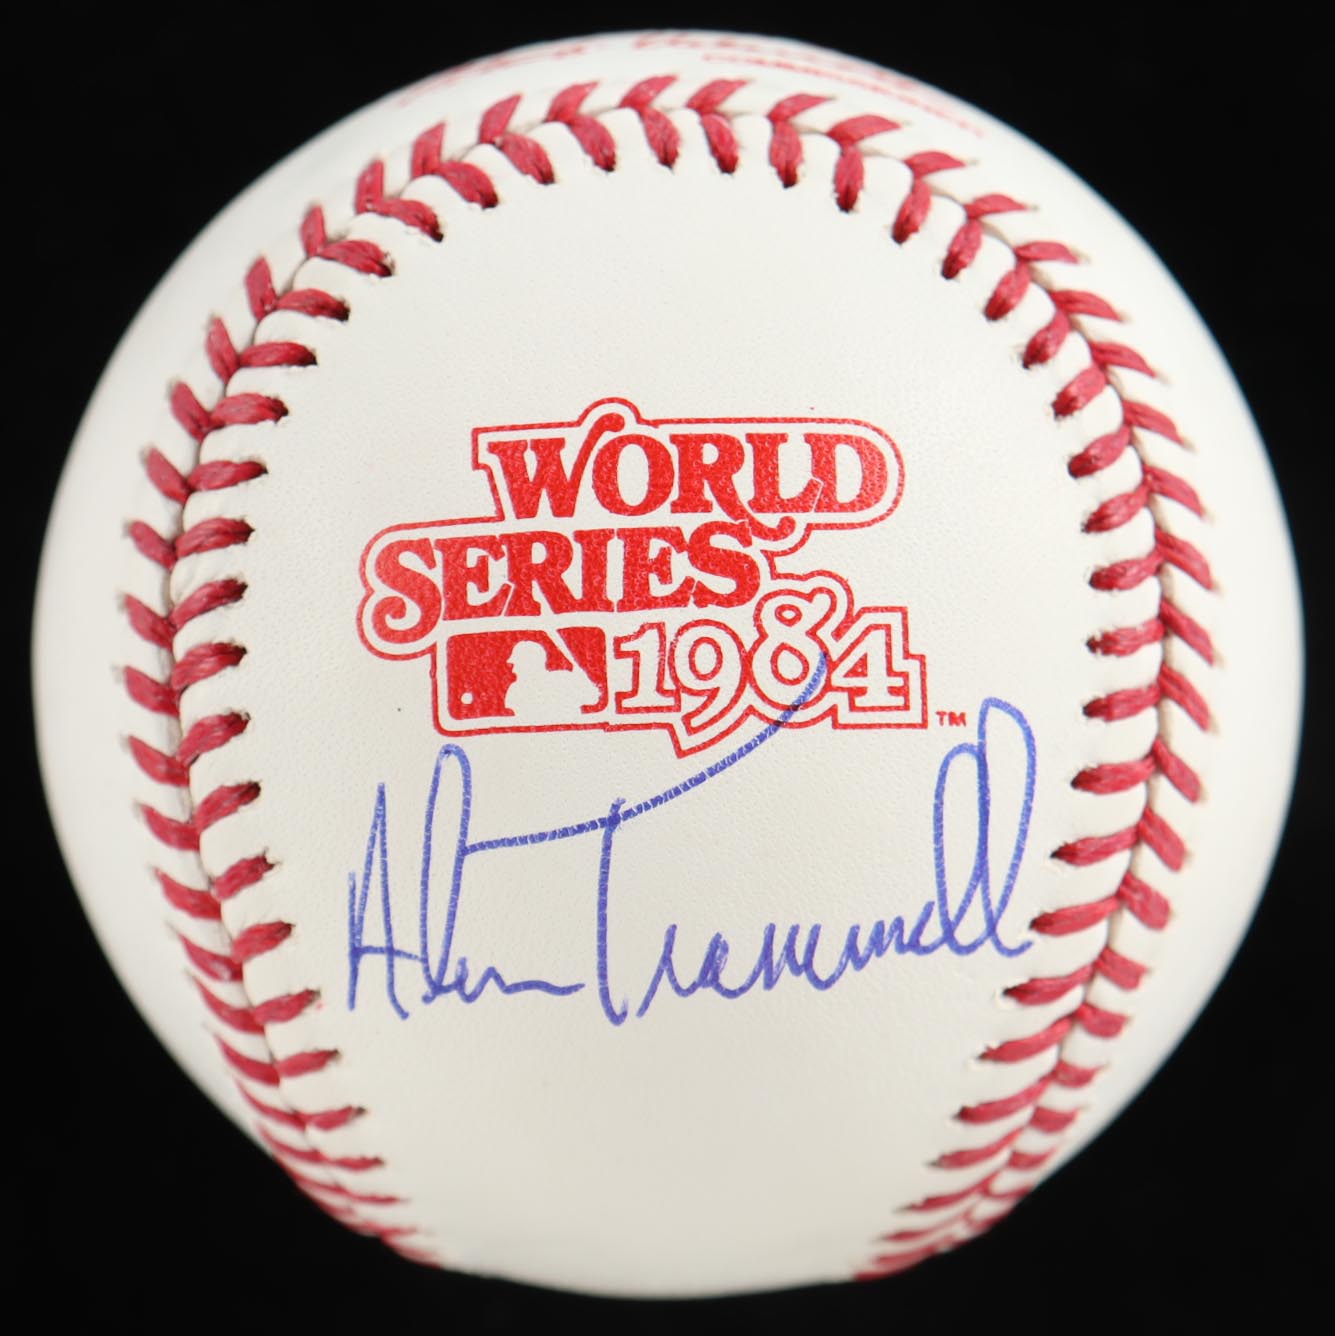 WORLD
SERIES
1984 TM
Alan Trammell